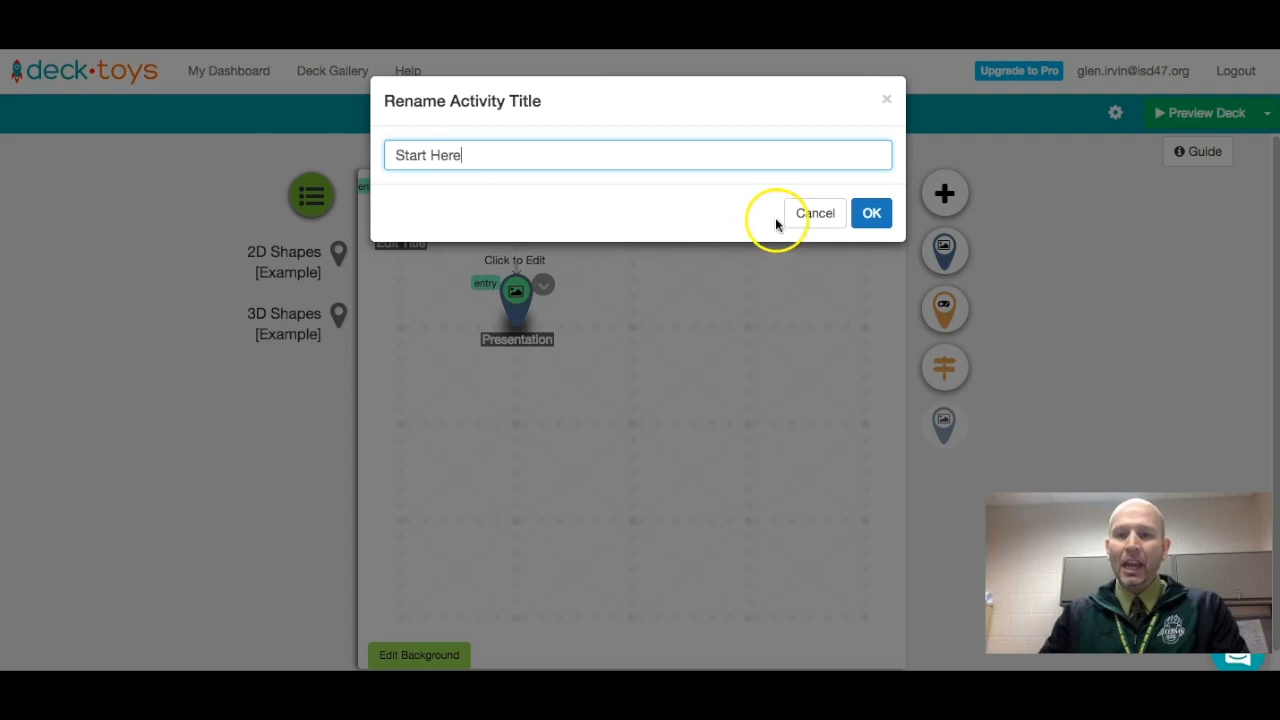 deck•toys
My Dashboard
Deck Gallery
Help
Upgrade to Pro
glen.irvin@isd47.org
Logout
Rename Activity Title
×
Preview Deck
Start Here
Guide
Cancel
OK
Edit Title
2D Shapes
[Example]
3D Shapes
[Example]
Click to Edit
entry
Presentation
Edit Background